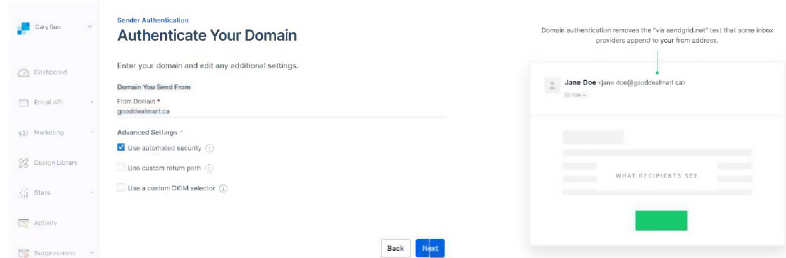 Sender Authentication
Gary Sun
Authenticate Your Domain
Domain authentication removes the "via sendgrid.net" text that some inbox
providers append to your from address.
Enter your domain and edit any additional settings.
Dashboard
Domain You Send From
Jane Doe <jane doe@gooddealmart.ca>
to me
Email API
From Domain *
gooddealmart.ca
Marketing
Advanced Settings
Use automated security
Design Library
Use custom return path
WHAT RECIPIENTS SEE
Stats
Use a custom DKIM selector
Activity
Back
Next
Suppressions